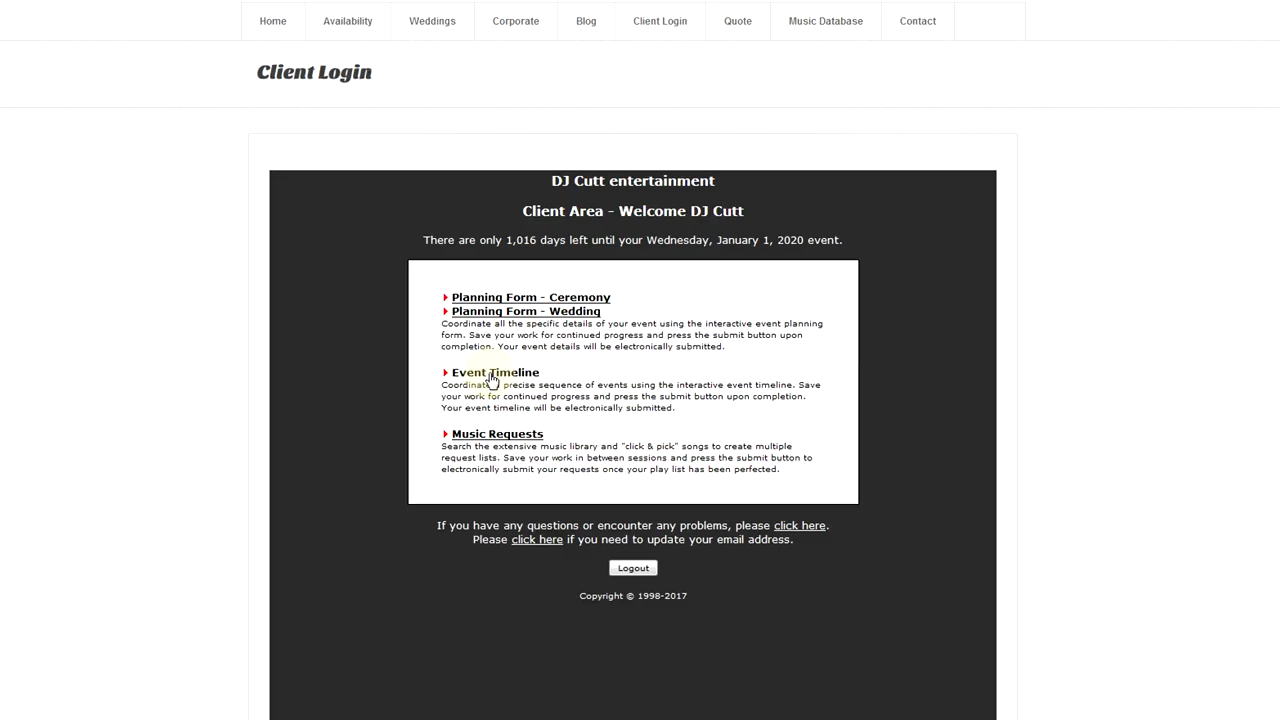 Home Availability Weddings Corporate Blog Client Login Quote Music Database Contact
Client Login
DJ Cutt entertainment
Client Area - Welcome DJ Cutt
There are only 1,016 days left until your Wednesday, January 1, 2020 event.
Planning Form - Ceremony
Planning Form - Wedding
Coordinate all the specific details of your event using the interactive event planning
form. Save your work for continued progress and press the submit button upon
completion. Your event details will be electronically submitted.
Event Timeline
Coordinate precise sequence of events using the interactive event timeline. Save
your work for continued progress and press the submit button upon completion.
Your event timeline will be electronically submitted.
Music Requests
Search the extensive music library and "click & pick" songs to create multiple
request lists. Save your work in between sessions and press the submit button to
electronically submit your requests once your play list has been perfected.
If you have any questions or encounter any problems, please click here.
Please click here if you need to update your email address.
Logout
Copyright © 1998-2017